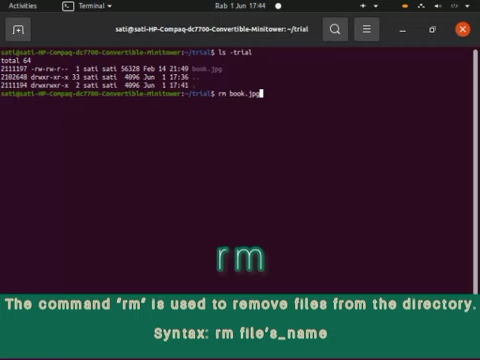 Activities Terminal Rab 1 Jun 17:44
sati@sati-HP-Compaq-dc7700-Convertible-Minitower: ~/trial
sati@sati-HP-Compaq-dc7700-Convertible-Minitower:~/trial$ ls -trial
total 64
2111197 -rw-rw-r-- 1 sati sati 56328 Feb 14 21:49 book.jpg
2102648 drwxr-xr-x 33 sati sati 4096 Jun 1 17:36 ..
2111194 drwxrwxr-x 2 sati sati 4096 Jun 1 17:41 .
sati@sati-HP-Compaq-dc7700-Convertible-Minitower:~/trial$ rm book.jpg
rm
The command "rm" is used to remove files from the directory.
Syntax: rm file's_name